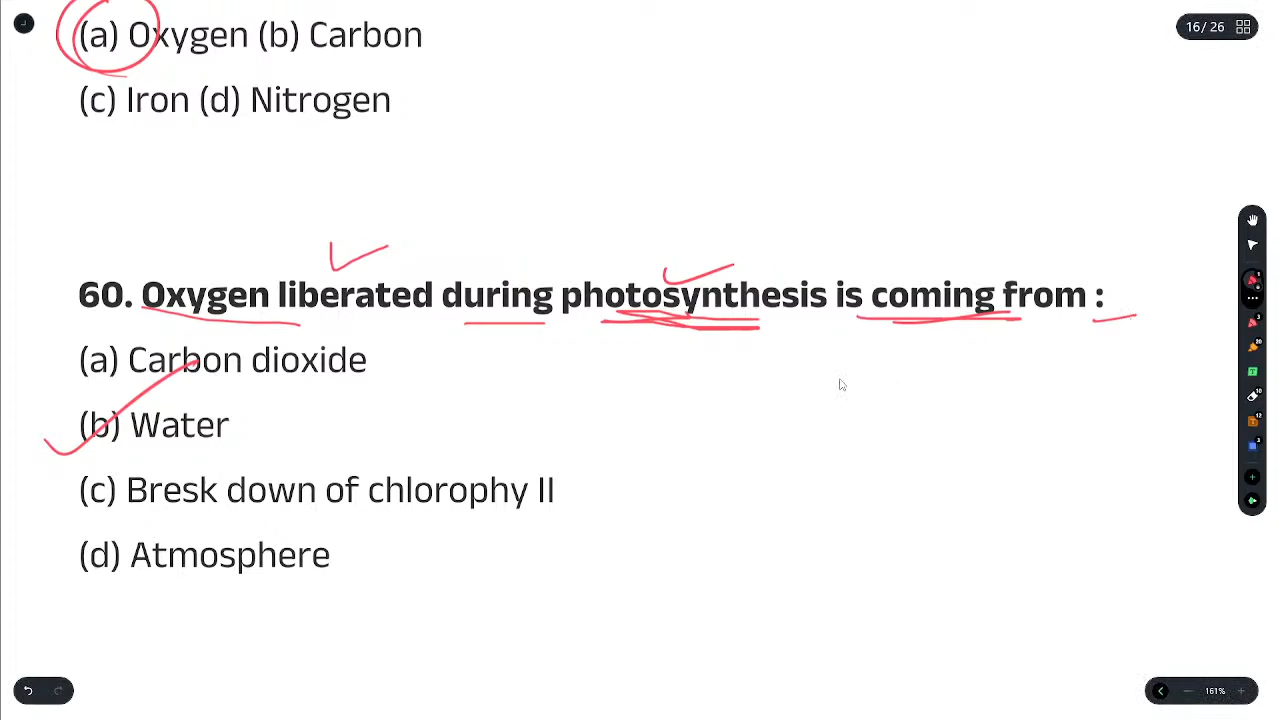 (a) Oxygen (b) Carbon
16/ 26
(c) Iron (d) Nitrogen
60. Oxygen liberated during photosynthesis is coming from :
(a) Carbon dioxide
(b) Water
(c) Bresk down of chlorophy II
(d) Atmosphere
161%